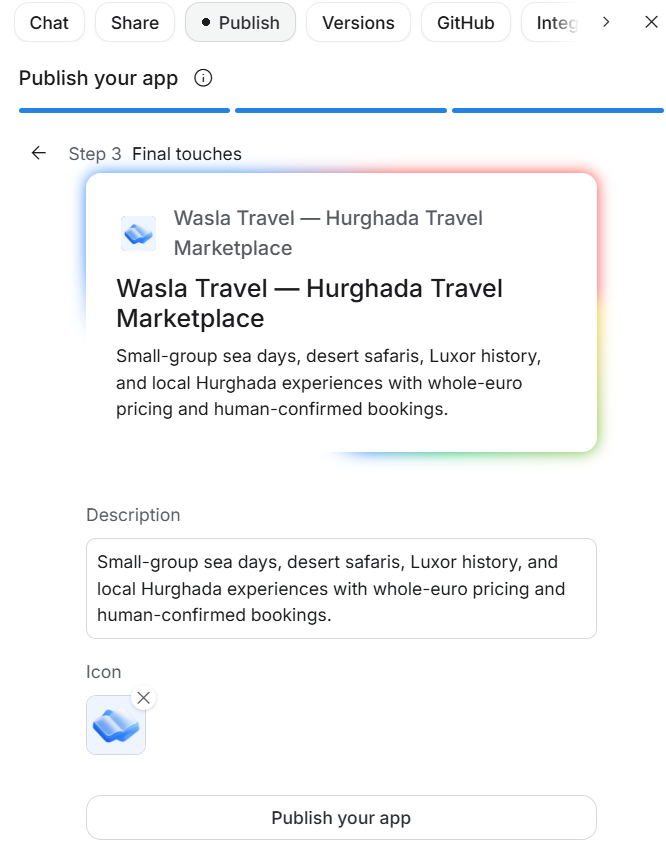 Chat Share Publish Versions GitHub
Publish your app
Step 3 Final touches
Wasla Travel — Hurghada Travel
Marketplace
Wasla Travel — Hurghada Travel
Marketplace
Small-group sea days, desert safaris, Luxor history,
and local Hurghada experiences with whole-euro
pricing and human-confirmed bookings.
Description
Small-group sea days, desert safaris, Luxor history, and
local Hurghada experiences with whole-euro pricing and
human-confirmed bookings.
Icon
Publish your app